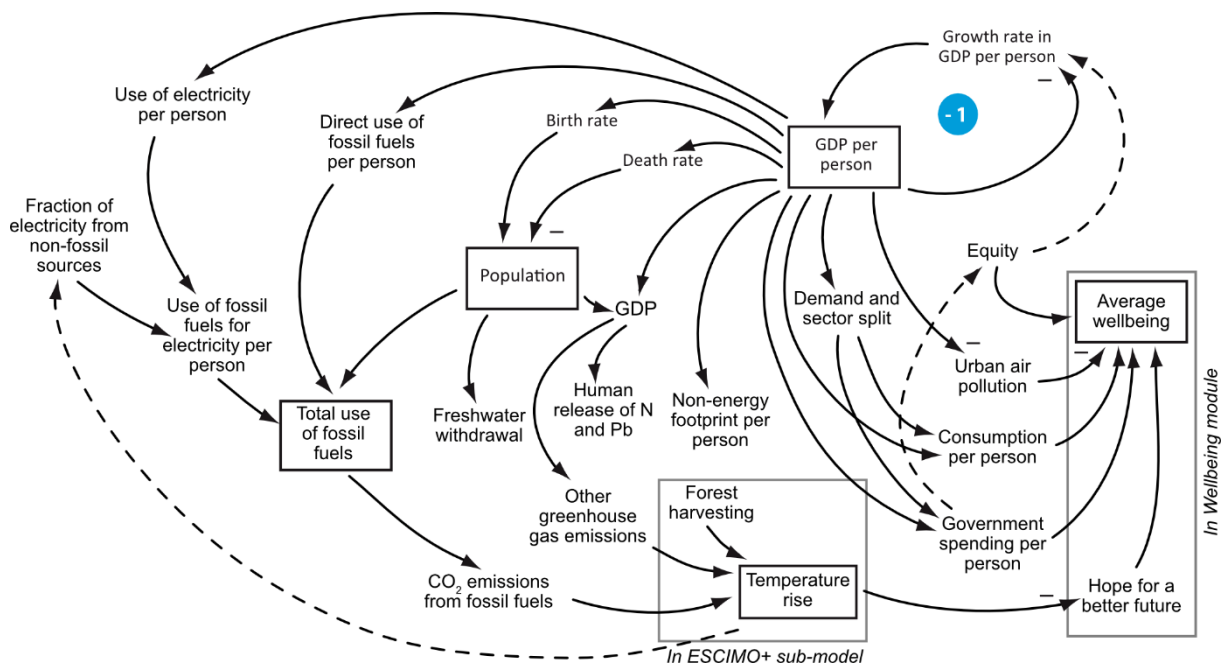 Growth rate in
GDP per person
–
- 1
Use of electricity
per person
Direct use of
fossil fuels
per person
Birth rate
Death rate
GDP per
person
Fraction of
electricity from
non-fossil
sources
–
Population
GDP
Equity
Demand and
sector split
Average
wellbeing
Use of fossil
fuels for
electricity per
person
–
Urban air
pollution
–
Total use
of fossil
fuels
Freshwater
withdrawal
Human
release of N
and Pb
Non-energy
footprint per
person
Consumption
per person
Other
greenhouse
gas emissions
Forest
harvesting
Government
spending per
person
CO₂ emissions
from fossil fuels
Temperature
rise
–
Hope for a
better future
In ESCIMO+ sub-model
In Wellbeing module